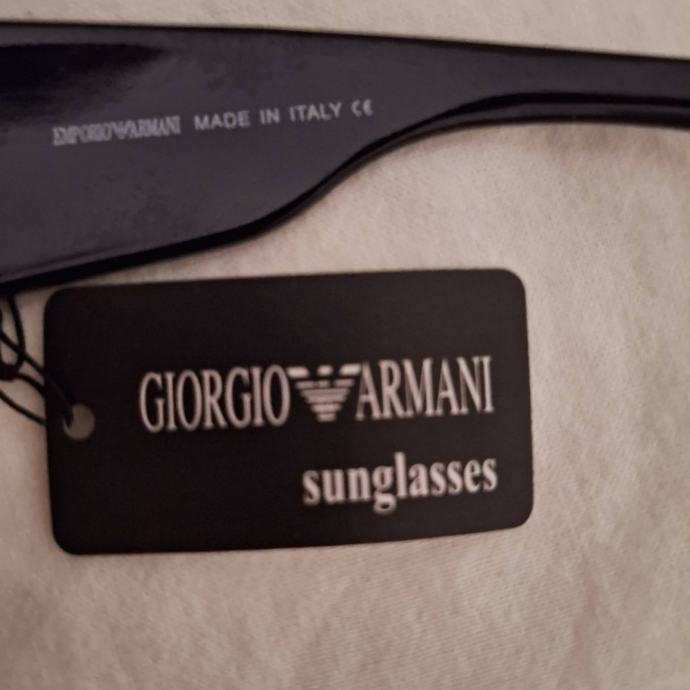 EMPORIO ARMANI MADE IN ITALY CE
GIORGIO ARMANI
sunglasses